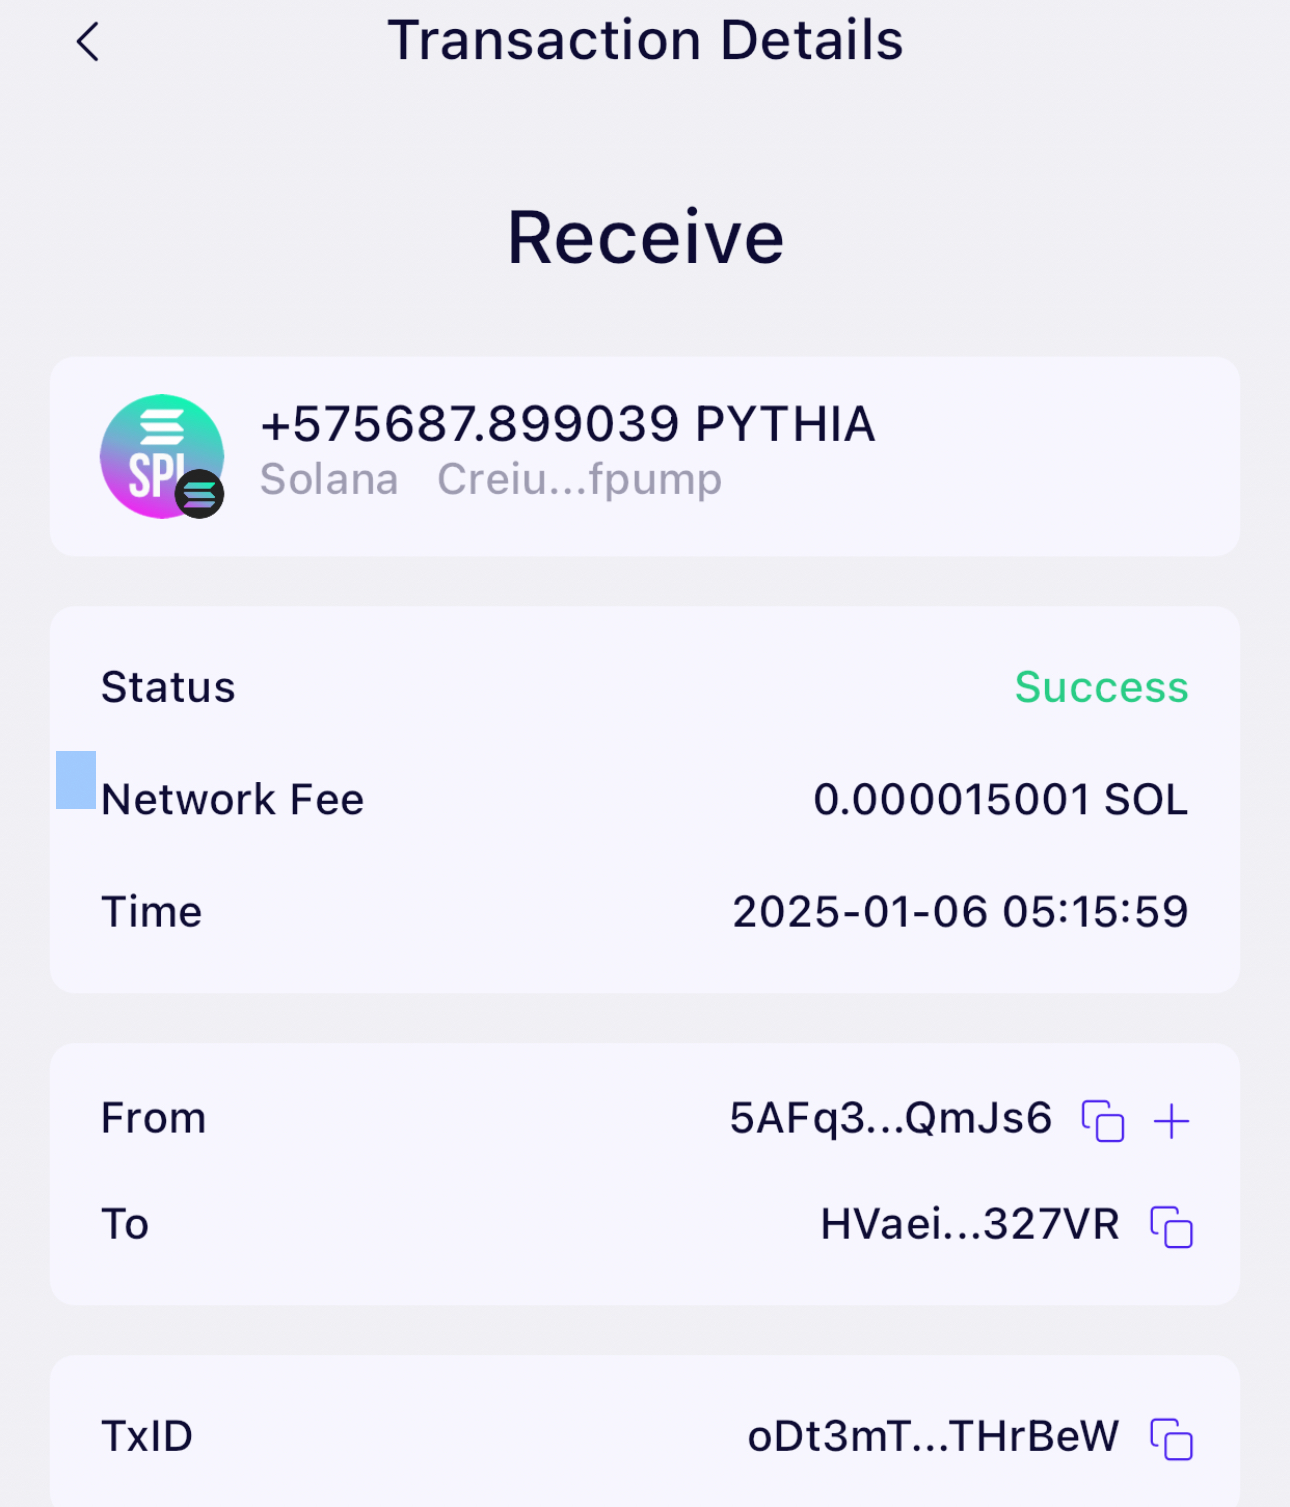 Transaction Details
Receive
+575687.899039 PYTHIA
Solana Creiu...fpump
SPL
Status Success
Network Fee 0.000015001 SOL
Time 2025-01-06 05:15:59
From 5AFq3...QmJs6
To HVaei...327VR
TxID oDt3mT...THrBeW